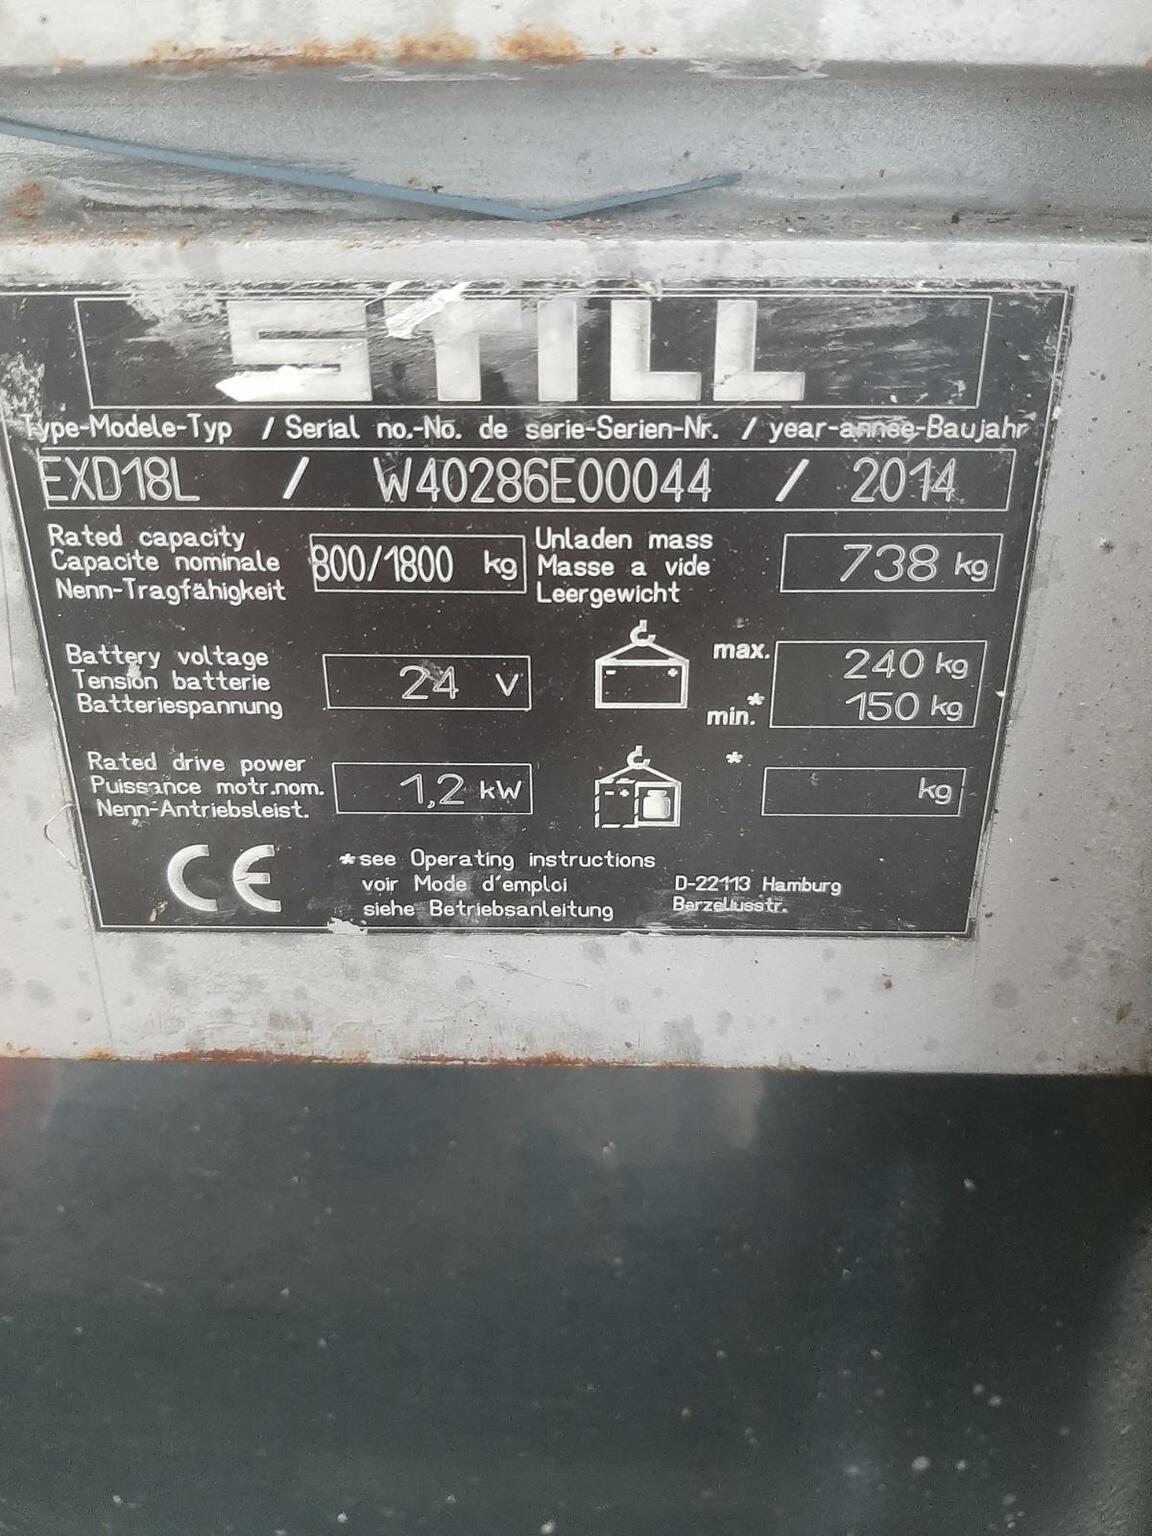 STILL
Type-Modele-Typ / Serial no.-No. de serie-Serien-Nr. / year-année-Baujahr
EXD18L / W40286E00044 / 2014
Rated capacity
Capacite nominale
Nenn-Tragfähigkeit
800/1800 kg
Unladen mass
Masse a vide
Leergewicht
738 kg
Battery voltage
Tension batterie
Batteriespannung
24 V
- +
max. 240 kg
min.* 150 kg
Rated drive power
Puissance motr.nom.
Nenn-Antriebsleist.
1,2 kW
- +
* kg
CE
*see Operating instructions
voir Mode d'emploi
siehe Betriebsanleitung
D-22113 Hamburg
Berzeliusstr.